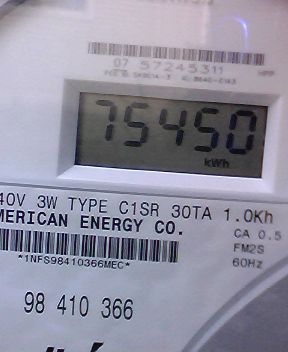 07 57245311
75450
kWh
40V 3W TYPE C1SR 30TA 1.0Kh
MERICAN ENERGY CO.
CA 0.5
FM2S
*1NFS98410366MEC*
60Hz
98 410 366